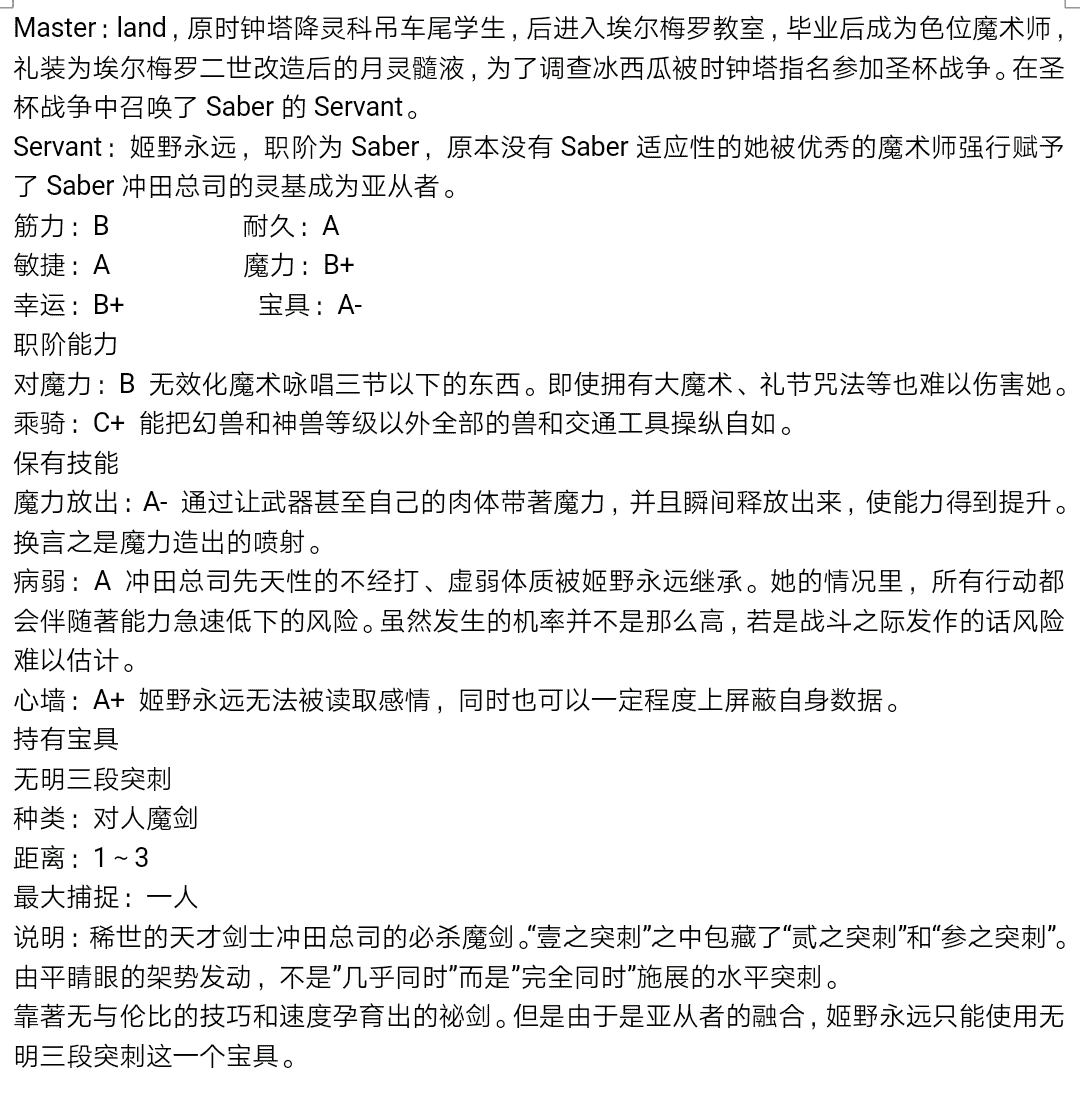 Master：land，原时钟塔降灵科吊车尾学生，后进入埃尔梅罗教室，毕业后成为色位魔术师，
礼装为埃尔梅罗二世改造后的月灵髓液，为了调查冰西瓜被时钟塔指名参加圣杯战争。在圣
杯战争中召唤了 Saber 的 Servant。
Servant：姬野永远，职阶为 Saber，原本没有 Saber 适应性的她被优秀的魔术师强行赋予
了 Saber 冲田总司的灵基成为亚从者。
筋力：B 耐久：A
敏捷：A 魔力：B+
幸运：B+ 宝具：A-
职阶能力
对魔力：B 无效化魔术咏唱三节以下的东西。即使拥有大魔术、礼节咒法等也难以伤害她。
乘骑：C+ 能把幻兽和神兽等级以外全部的兽和交通工具操纵自如。
保有技能
魔力放出：A- 通过让武器甚至自己的肉体带著魔力，并且瞬间释放出来，使能力得到提升。
换言之是魔力造出的喷射。
病弱：A 冲田总司先天性的不经打、虚弱体质被姬野永远继承。她的情况里，所有行动都
会伴随著能力急速低下的风险。虽然发生的机率并不是那么高，若是战斗之际发作的话风险
难以估计。
心墙：A+ 姬野永远无法被读取感情，同时也可以一定程度上屏蔽自身数据。
持有宝具
无明三段突刺
种类：对人魔剑
距离：1～3
最大捕捉：一人
说明：稀世的天才剑士冲田总司的必杀魔剑。“壹之突刺”之中包藏了“贰之突刺”和“参之突刺”。
由平睛眼的架势发动，不是”几乎同时”而是”完全同时”施展的水平突刺。
靠著无与伦比的技巧和速度孕育出的祕剑。但是由于是亚从者的融合，姬野永远只能使用无
明三段突刺这一个宝具。